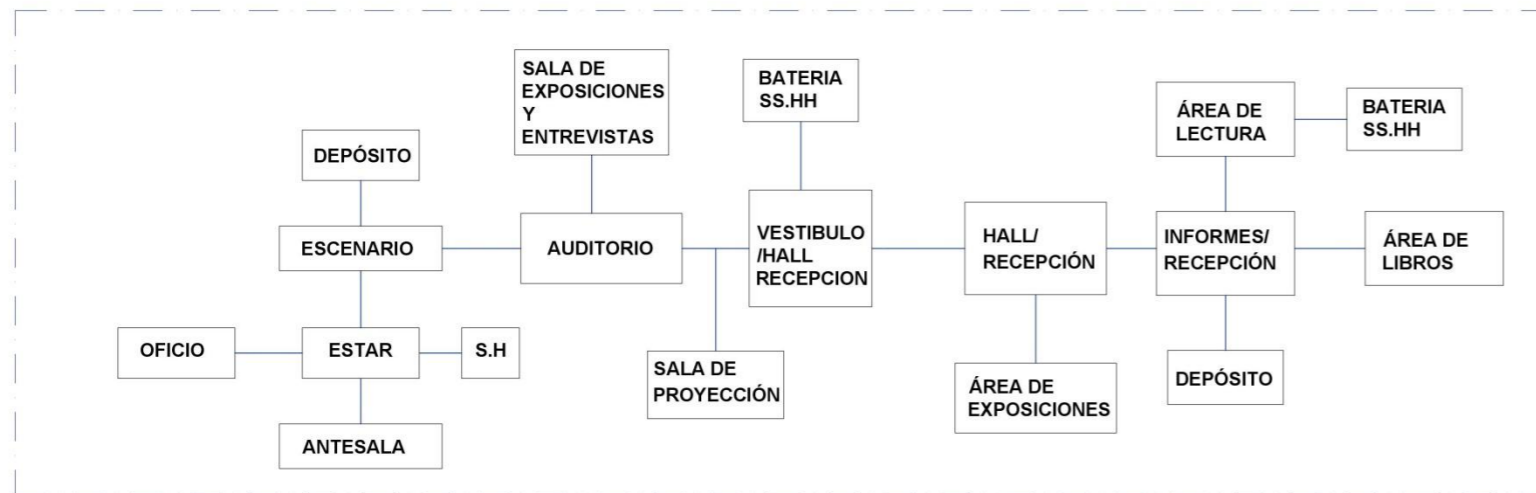 SALA DE
EXPOSICIONES
Y
ENTREVISTAS
BATERIA
SS.HH
ÁREA DE
LECTURA
BATERIA
SS.HH
DEPÓSITO
ESCENARIO
AUDITORIO
VESTIBULO
/HALL
RECEPCION
HALL/
RECEPCIÓN
INFORMES/
RECEPCIÓN
ÁREA DE
LIBROS
OFICIO
ESTAR
S.H
SALA DE
PROYECCIÓN
ÁREA DE
EXPOSICIONES
DEPÓSITO
ANTESALA